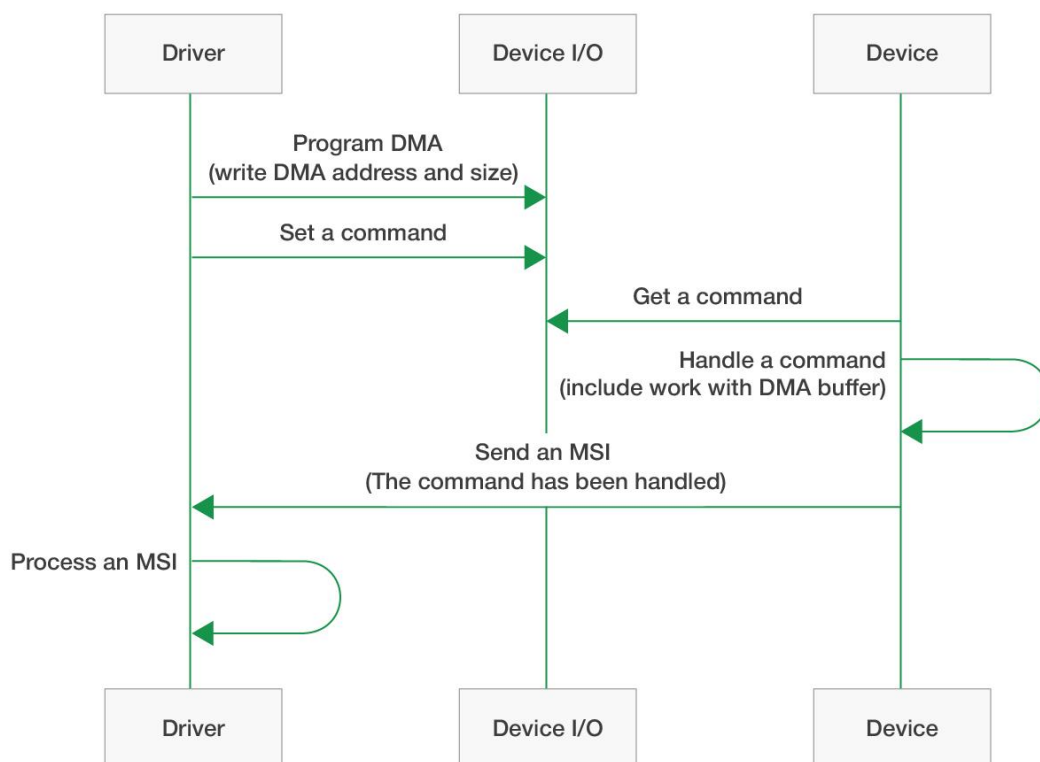 Driver
Device I/O
Device
Program DMA
(write DMA address and size)
Set a command
Get a command
Handle a command
(include work with DMA buffer)
Send an MSI
(The command has been handled)
Process an MSI
Driver
Device I/O
Device